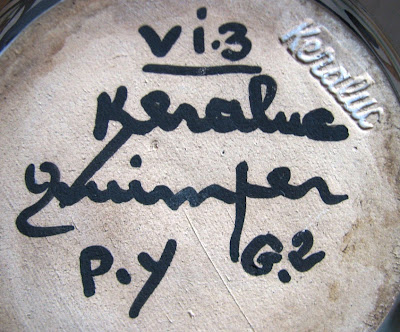 Vi.3
Keraluc
Keraluc
Quimper
P.Y G.2